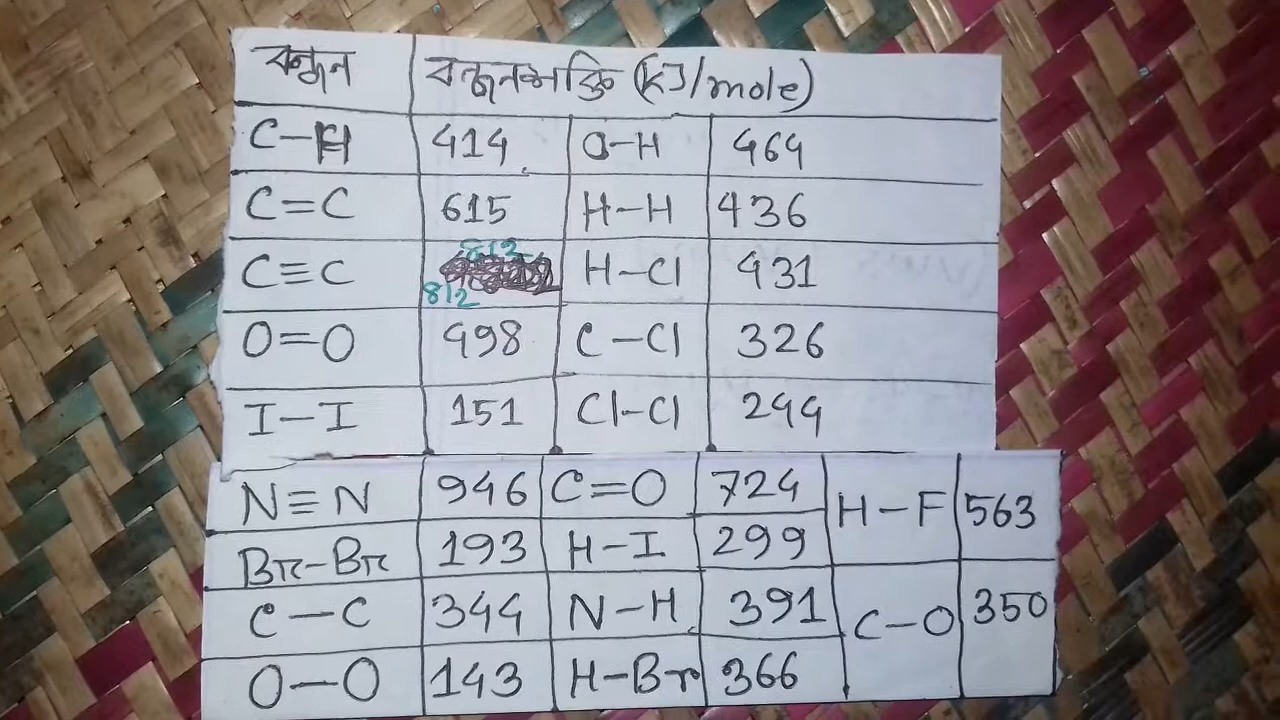 বন্ধন বন্ধনশক্তি (kJ/mole)
C-H 414 O-H 464
C=C 615 H-H 436
C≡C 812 812 H-Cl 431
O=O 498 C-Cl 326
I-I 151 Cl-Cl 244
N≡N 946 C=O 724 H-F 563
Br-Br 193 H-I 299
C-C 344 N-H 391 C-O 350
O-O 143 H-Br 366